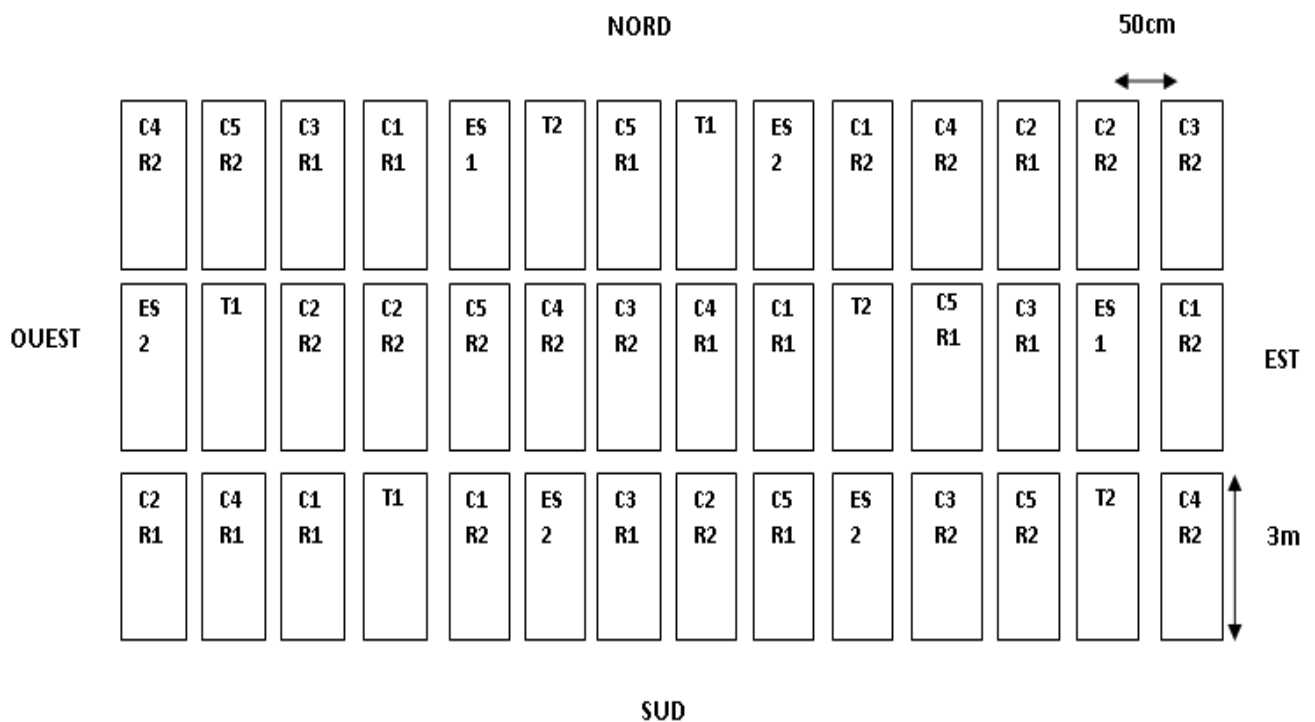 NORD
50cm
C4 C5 C3 C1 ES T2 C5 T1 ES C1 C4 C2 C2 C3
R2 R2 R1 R1 1 R1 2 R2 R2 R1 R2 R2
OUEST
ES T1 C2 C2 C5 C4 C3 C4 C1 T2 C5 C3 ES C1
2 R2 R2 R2 R2 R2 R1 R1 R1 R1 1 R2
EST
C2 C4 C1 T1 C1 ES C3 C2 C5 ES C3 C5 T2 C4
R1 R1 R1 R2 2 R1 R2 R1 2 R2 R2 R2
3m
SUD